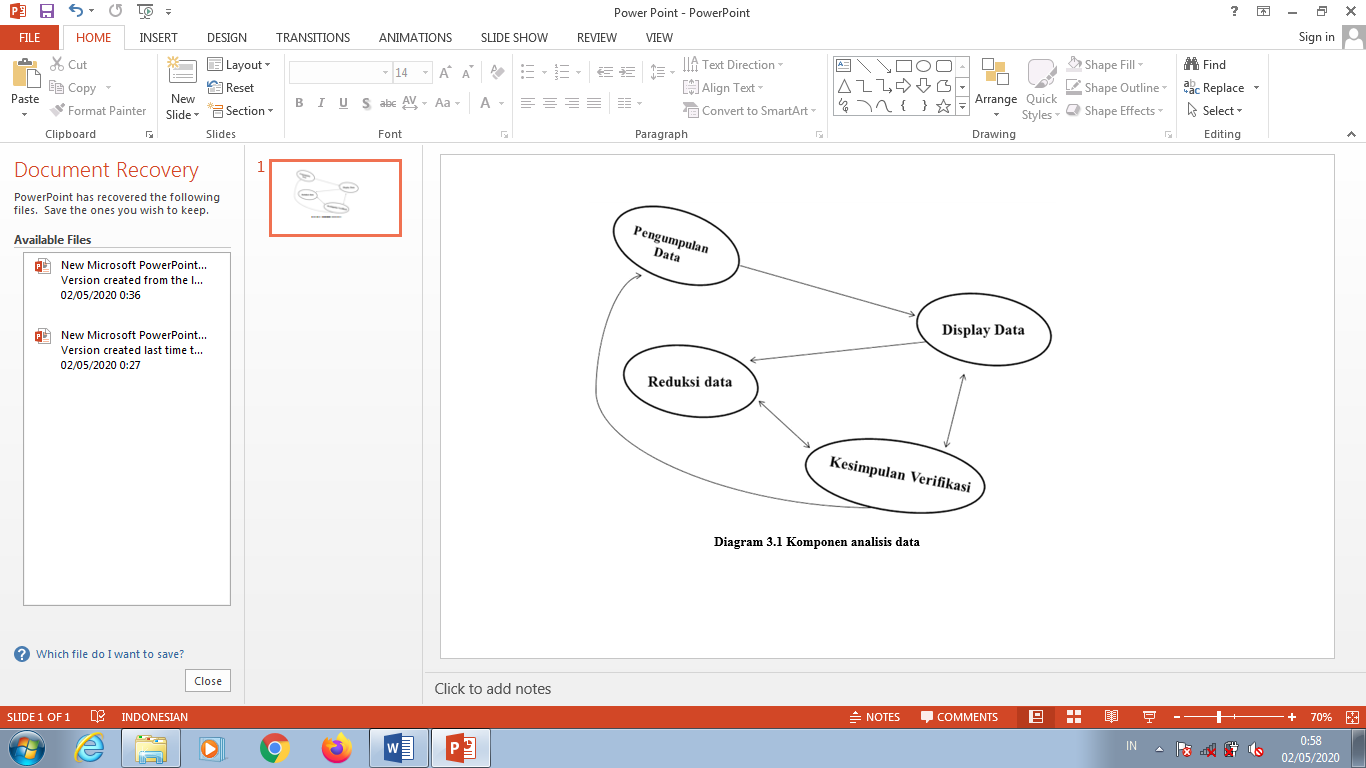 Power Point - PowerPoint
Sign in
FILE HOME INSERT DESIGN TRANSITIONS ANIMATIONS SLIDE SHOW REVIEW VIEW
Paste
Cut
Copy
Format Painter
Clipboard
New
Slide
Layout
Reset
Section
Slides
14
B I U S abc AV Aa A
Font
Text Direction
Align Text
Convert to SmartArt
Paragraph
Arrange
Quick
Styles
Shape Fill
Shape Outline
Shape Effects
Drawing
Find
Replace
Select
Editing
Document Recovery
PowerPoint has recovered the following
files. Save the ones you wish to keep.
Available Files
New Microsoft PowerPoint...
Version created from the l...
02/05/2020 0:36
New Microsoft PowerPoint...
Version created last time t...
02/05/2020 0:27
Which file do I want to save?
Close
1
Pengumpulan
Data
Display Data
Reduksi data
Kesimpulan Verifikasi
Diagram 3.1 Komponen analisis data
Click to add notes
SLIDE 1 OF 1 INDONESIAN NOTES COMMENTS 70%
IN
0:58
02/05/2020